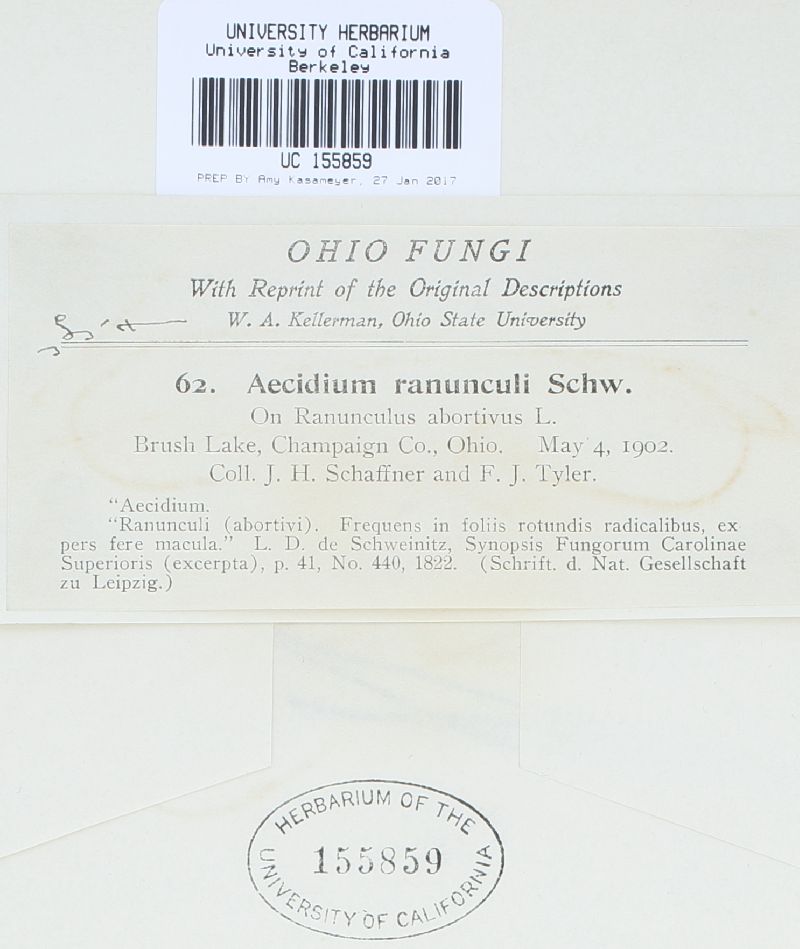 UNIVERSITY HERBARIUM
University of California
Berkeley
UC 155859
PREP BY Amy Kasameyer, 27 Jan 2017
OHIO FUNGI
With Reprint of the Original Descriptions
W. A. Kellerman, Ohio State University
62. Aecidium ranunculi Schw.
On Ranunculus abortivus L.
Brush Lake, Champaign Co., Ohio. May 4, 1902.
Coll. J. H. Schaffner and F. J. Tyler.
"Aecidium.
"Ranunculi (abortivi). Frequens in foliis rotundis radicalibus, ex
pers fere macula." L. D. de Schweinitz, Synopsis Fungorum Carolinae
Superioris (excerpta), p. 41, No. 440, 1822. (Schrift. d. Nat. Gesellschaft
zu Leipzig.)
HERBARIUM OF THE
155859
UNIVERSITY OF CALIFORNIA